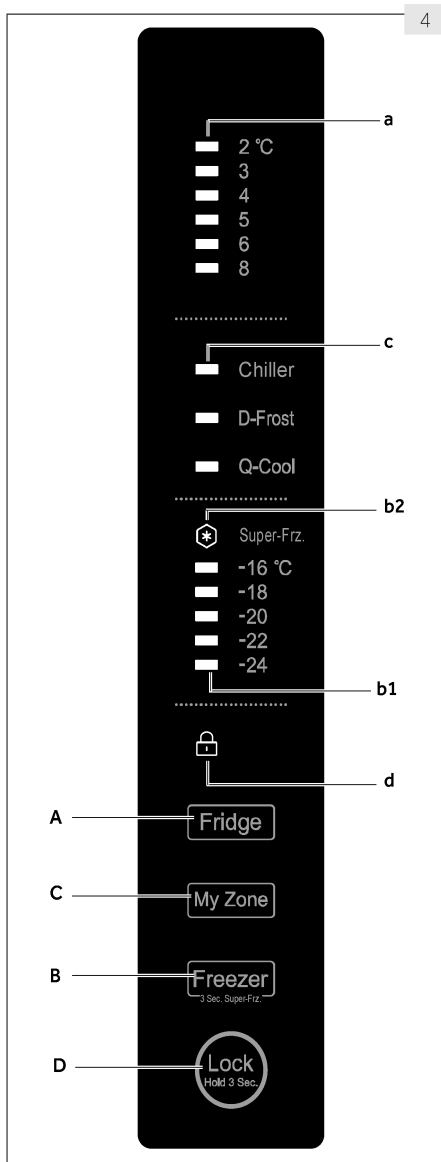 4
a
2 °C
3
4
5
6
8
c
Chiller
D-Frost
Q-Cool
b2
Super-Frz.
-16 °C
-18
-20
-22
-24
b1
d
A
Fridge
C
My Zone
B
Freezer
3 Sec. Super-Frz.
D
Lock
Hold 3 Sec.